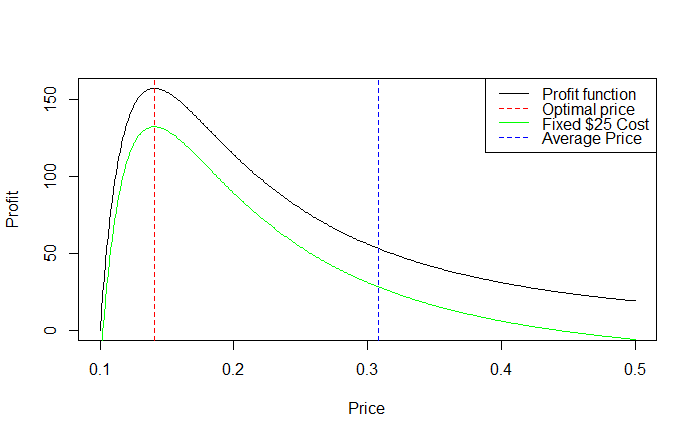 Profit function
Optimal price
Fixed $25 Cost
Average Price
150
100
50
0
Profit
0.1 0.2 0.3 0.4 0.5
Price